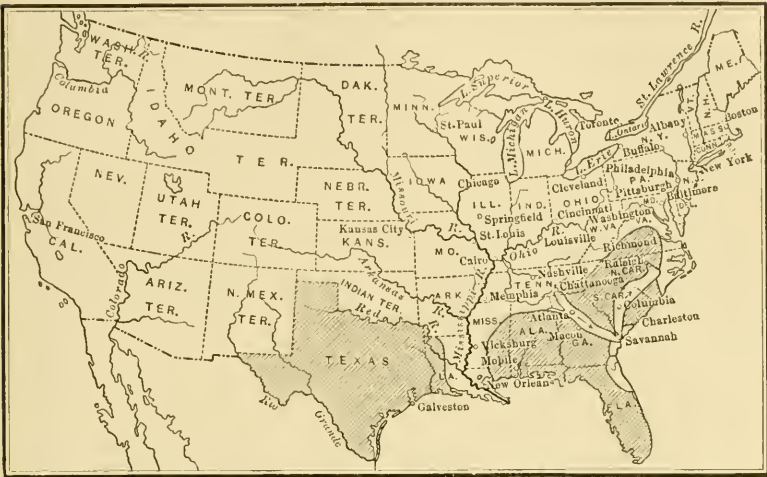 WASH. TER.
Columbia
R.
OREGON
IDAHO
TER.
MONT. TER.
DAK. TER.
MINN.
St.Paul
WIS.
L. Superior
L. Michigan
L. Huron
MICH.
Toronto
L. Ontario
St. Lawrence R.
ME.
VT.
N.H.
MASS.
Boston
CONN.
Albany
N.Y.
Buffalo
New York
L. Erie
Philadelphia
PA.
N.J.
Pittsburgh
Baltimore
MD.
Cleveland
OHIO
IND.
ILL.
Chicago
IOWA
Missouri
R.
NEBR. TER.
NEV.
UTAH TER.
COLO. TER.
Kansas City
KANS.
Springfield
Cincinnati
Washington
W.VA.
VA.
St.Louis
Ohio R.
Louisville
Richmond
San Francisco
CAL.
Colorado
R.
ARIZ. TER.
N. MEX. TER.
MO.
Cairo
Arkansas
R.
INDIAN TER.
Red
R.
ARK.
Nashville
TENN.
Memphis
Chattanooga
Raleigh
N. CAR.
S. CAR.
Columbia
Charleston
Savannah
Atlanta
Macon
GA.
ALA.
MISS.
Mississippi R.
Vicksburg
Mobile
LA.
New Orleans
FLA.
TEXAS
Galveston
Rio Grande